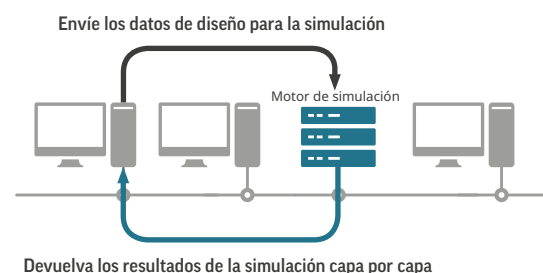 Envíe los datos de diseño para la simulación
Motor de simulación
Devuelva los resultados de la simulación capa por capa